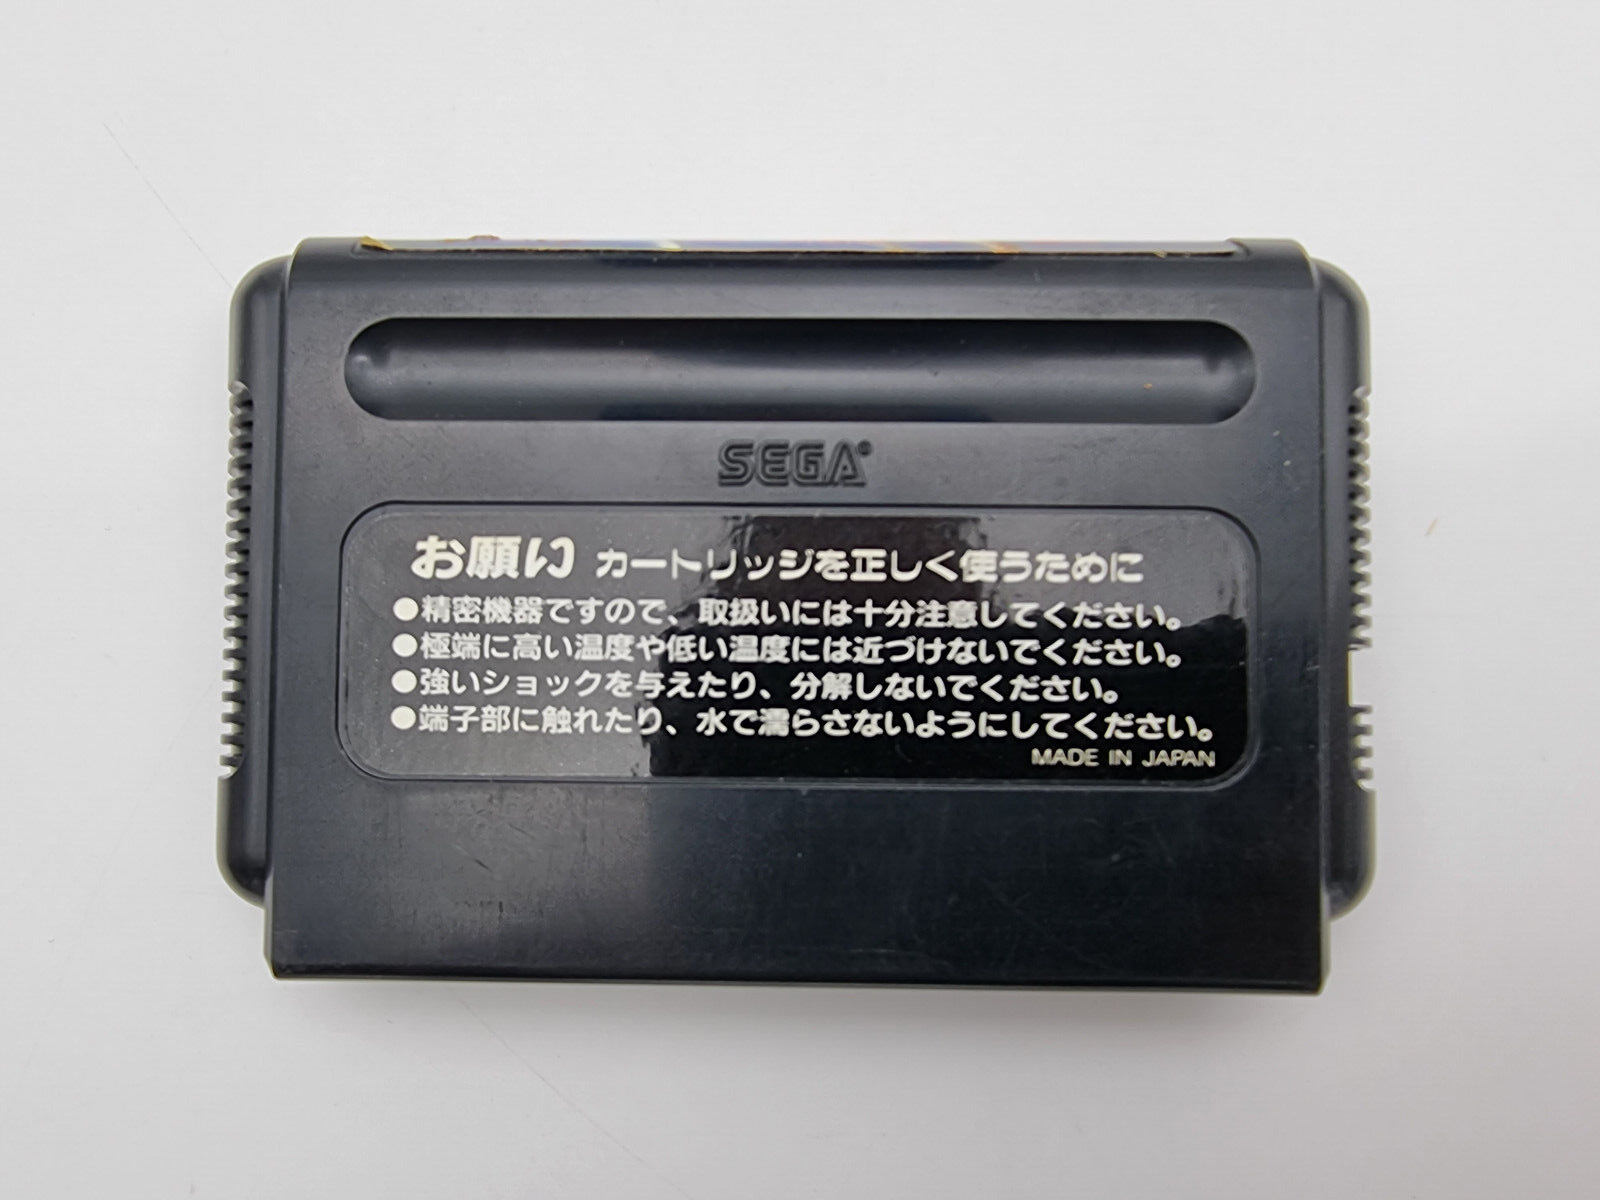 SEGA®
お願い カートリッジを正しく使うために
●精密機器ですので、取扱いには十分注意してください。
●極端に高い温度や低い温度には近づけないでください。
●強いショックを与えたり、分解しないでください。
●端子部に触れたり、水で濡らさないようにしてください。
MADE IN JAPAN